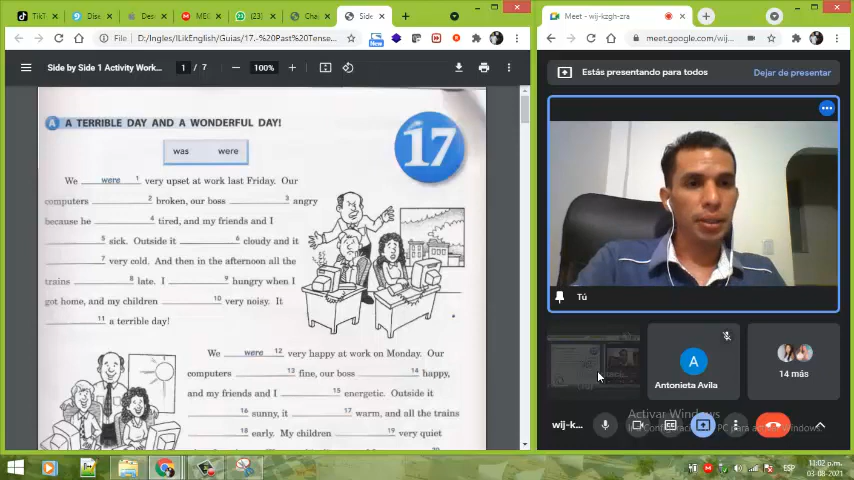 TikT
Dise
Desi
MEC
(23)
Cha
Side
Meet - wij-kzgh-zra
File D:/Ingles/ILikEnglish/Guias/17.-%20Past%20Tense...
New
meet.google.com/wij...
Side by Side 1 Activity Work...
1 / 7
100%
Estás presentando para todos
Dejar de presentar
A A TERRIBLE DAY AND A WONDERFUL DAY!
17
was were
We were 1 very upset at work last Friday. Our
computers 2 broken, our boss 3 angry
because he 4 tired, and my friends and I
5 sick. Outside it 6 cloudy and it
7 very cold. And then in the afternoon all the
trains 8 late. I 9 hungry when I
got home, and my children 10 very noisy. It
11 a terrible day!
We were 12 very happy at work on Monday. Our
computers 13 fine, our boss 14 happy,
and my friends and I 15 energetic. Outside it
16 sunny, it 17 warm, and all the trains
18 early. My children 19 very quiet
Tú
A
Antonieta Avila
14 más
wij-k...
Activar Windows
ESP
11:02 p.m.
03-08-2021